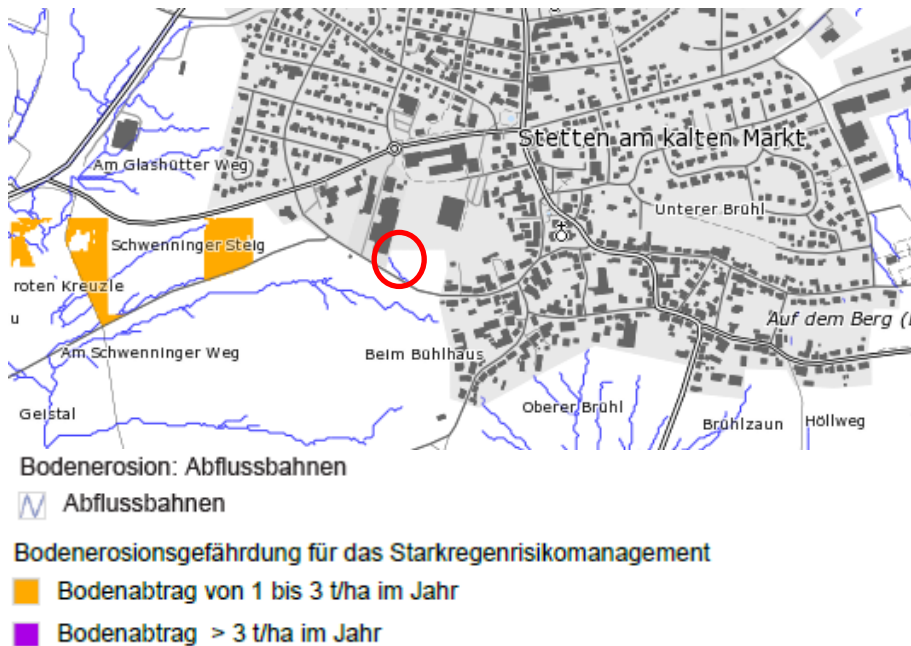 Stetten am kalten Markt
Am Glashütter Weg
Unterer Brühl
Schwenninger Steig
roten Kreuzle
u
Auf dem Berg (
Am Schwenninger Weg
Beim Bühlhaus
Geistal
Oberer Brühl
Brühlzaun
Höllweg
Bodenerosion: Abflussbahnen
Abflussbahnen
Bodenerosionsgefährdung für das Starkregenrisikomanagement
Bodenabtrag von 1 bis 3 t/ha im Jahr
Bodenabtrag > 3 t/ha im Jahr